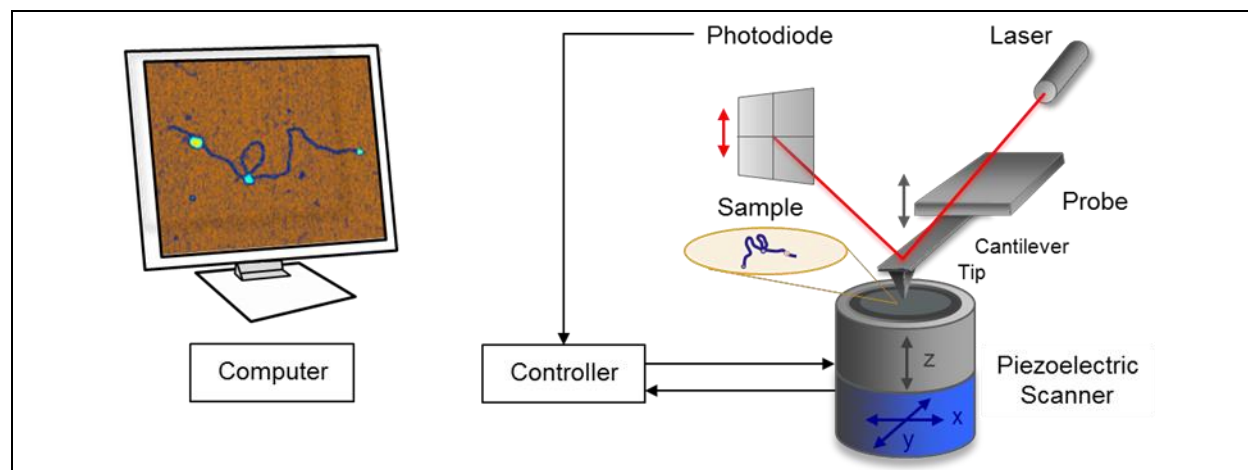 Photodiode
Laser
Sample
Probe
Cantilever
Tip
Computer
Controller
z
Piezoelectric
Scanner
x
y